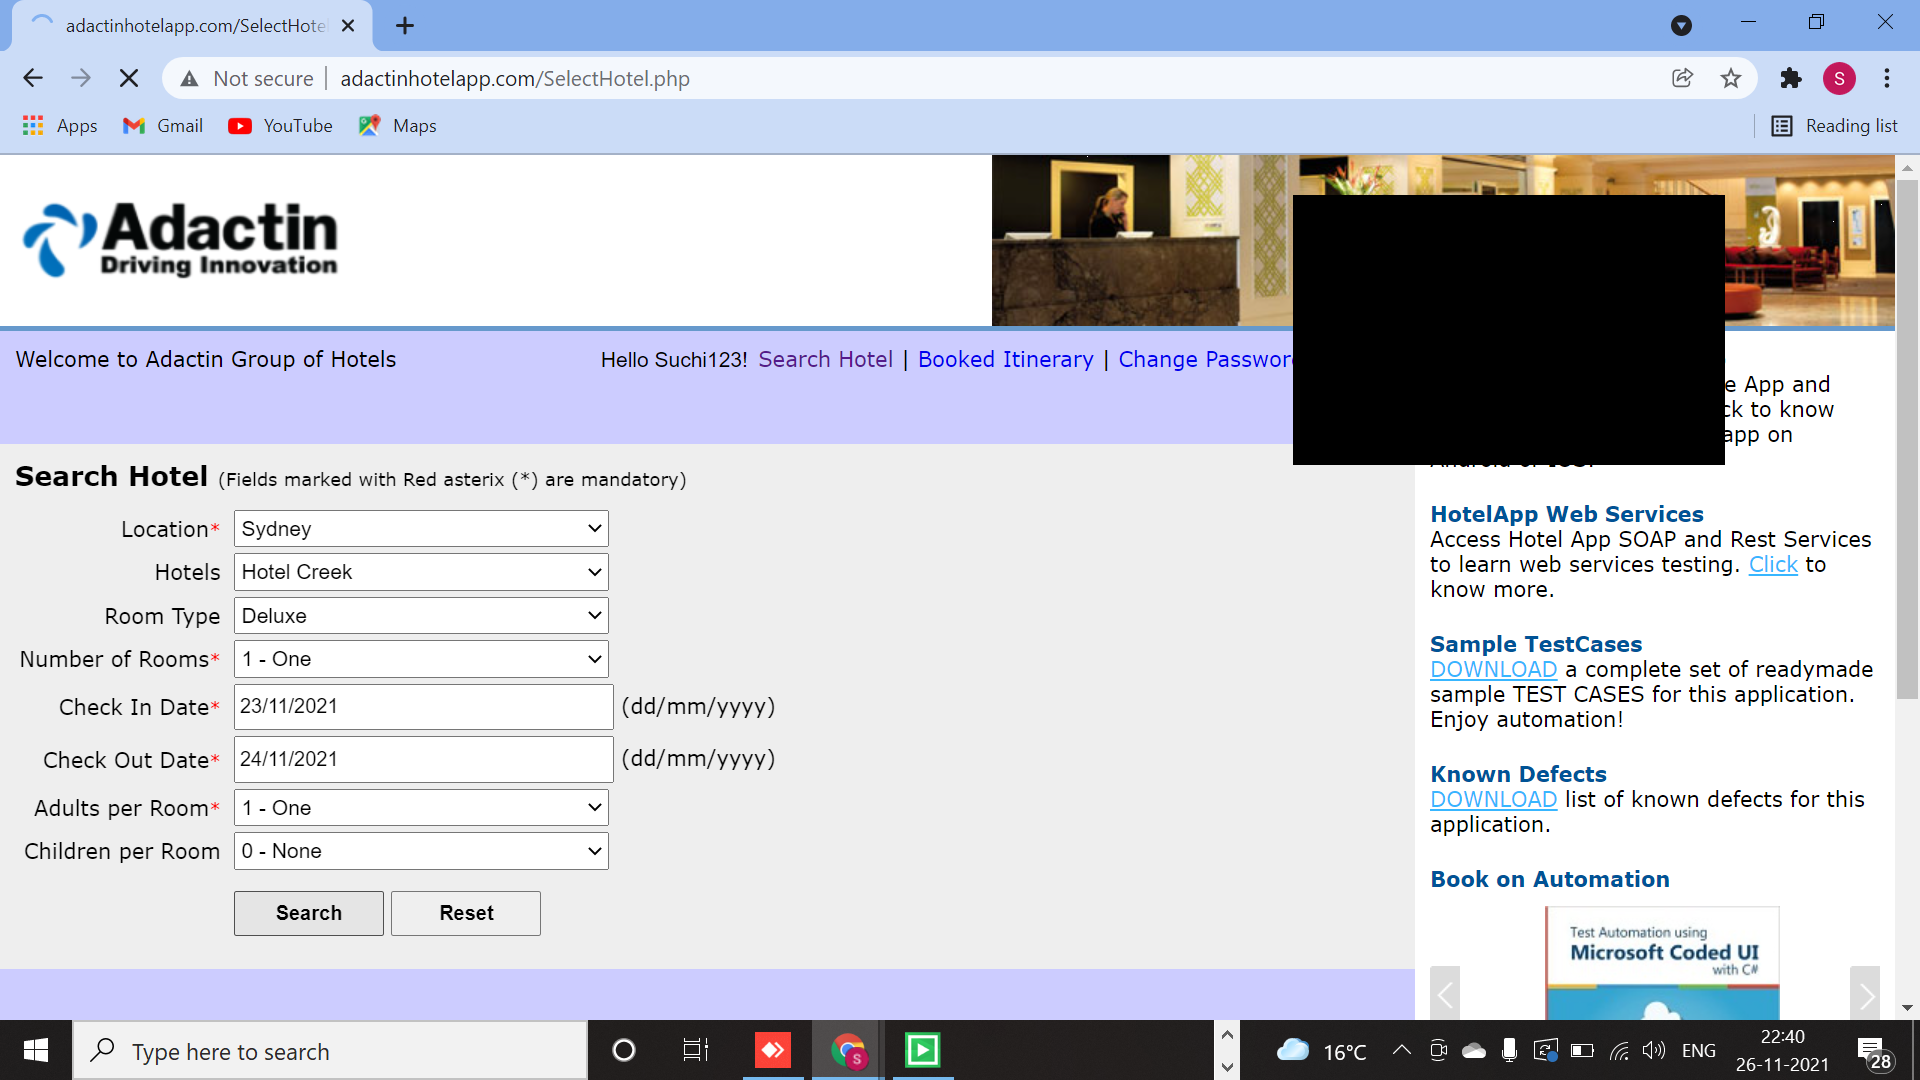 adactinhotelapp.com/SelectHote
Not secure
adactinhotelapp.com/SelectHotel.php
S
Apps
Gmail
YouTube
Maps
Reading list
Adactin
Driving Innovation
Welcome to Adactin Group of Hotels
Hello Suchi123! Search Hotel | Booked Itinerary | Change Passwor
e App and
ck to know
app on
Search Hotel (Fields marked with Red asterix (*) are mandatory)
Location* Sydney
Hotels Hotel Creek
Room Type Deluxe
Number of Rooms* 1 - One
Check In Date* 23/11/2021 (dd/mm/yyyy)
Check Out Date* 24/11/2021 (dd/mm/yyyy)
Adults per Room* 1 - One
Children per Room 0 - None
Search Reset
HotelApp Web Services
Access Hotel App SOAP and Rest Services
to learn web services testing. Click to
know more.
Sample TestCases
DOWNLOAD a complete set of readymade
sample TEST CASES for this application.
Enjoy automation!
Known Defects
DOWNLOAD list of known defects for this
application.
Book on Automation
Test Automation using
Microsoft Coded UI
with C#
Type here to search
S
16°C
ENG
22:40
26-11-2021
28